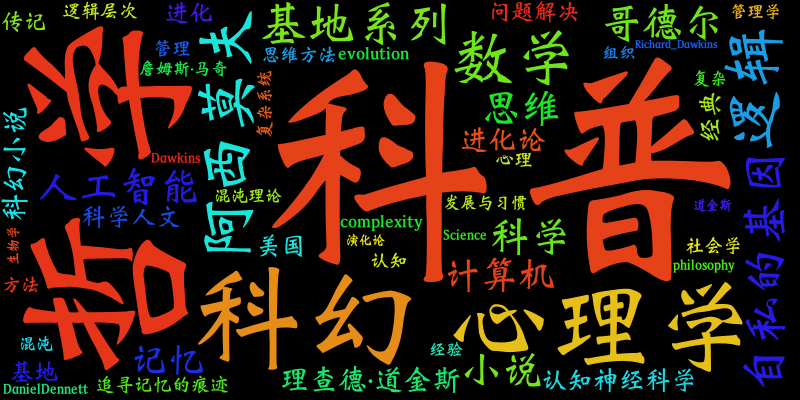 传记
逻辑层次
进化
基地系列
问题解决
哥德尔
管理学
管理
詹姆斯·马奇
阿西莫夫
思维方法
evolution
数学
组织
Richard_Dawkins
逻辑
哲学
复杂系统
科普
思维
复杂
经典
科幻小说
Dawkins
进化论
心理
人工智能
混沌理论
自私的基因
科学人文
发展与习惯
道金斯
complexity
Science
科学
生物学
美国
演化论
认知
社会学
philosophy
方法
科幻
计算机
心理学
混沌
基地
记忆
经验
小说
DanielDennett
追寻记忆的痕迹
理查德·道金斯
认知神经科学